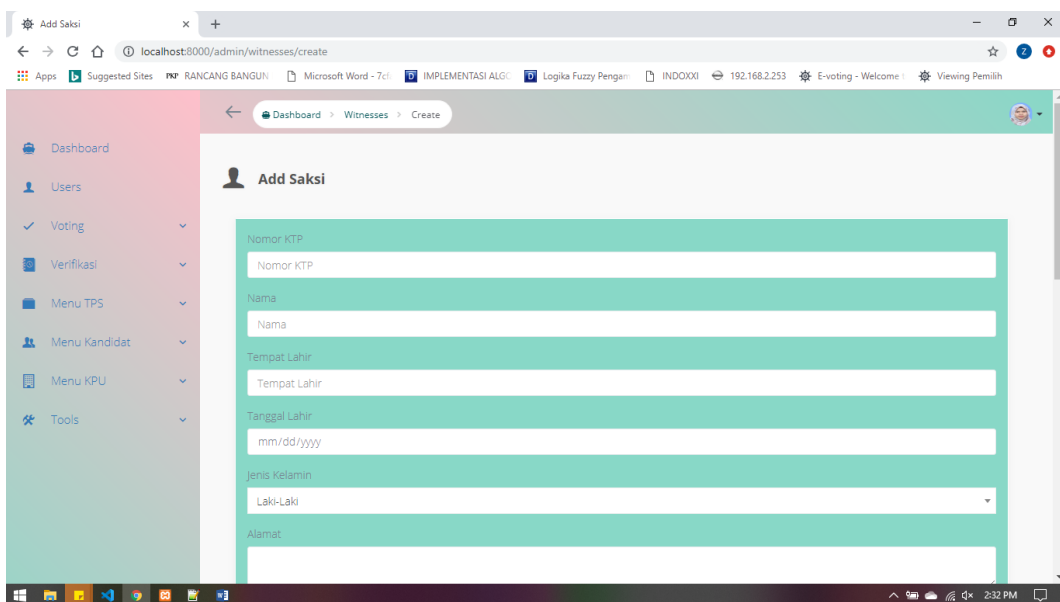 Add Saksi
localhost:8000/admin/witnesses/create
Z
Apps Suggested Sites PKP RANCANG BANGUN Microsoft Word - 7cf IMPLEMENTASI ALGO Logika Fuzzy Pengam INDOXXI 192.168.2.253 E-voting - Welcome Viewing Pemilih
Dashboard > Witnesses > Create
Dashboard
Users
Voting
Verifikasi
Menu TPS
Menu Kandidat
Menu KPU
Tools
Add Saksi
Nomor KTP
Nomor KTP
Nama
Nama
Tempat Lahir
Tempat Lahir
Tanggal Lahir
mm/dd/yyyy
Jenis Kelamin
Laki-Laki
Alamat
2:32 PM